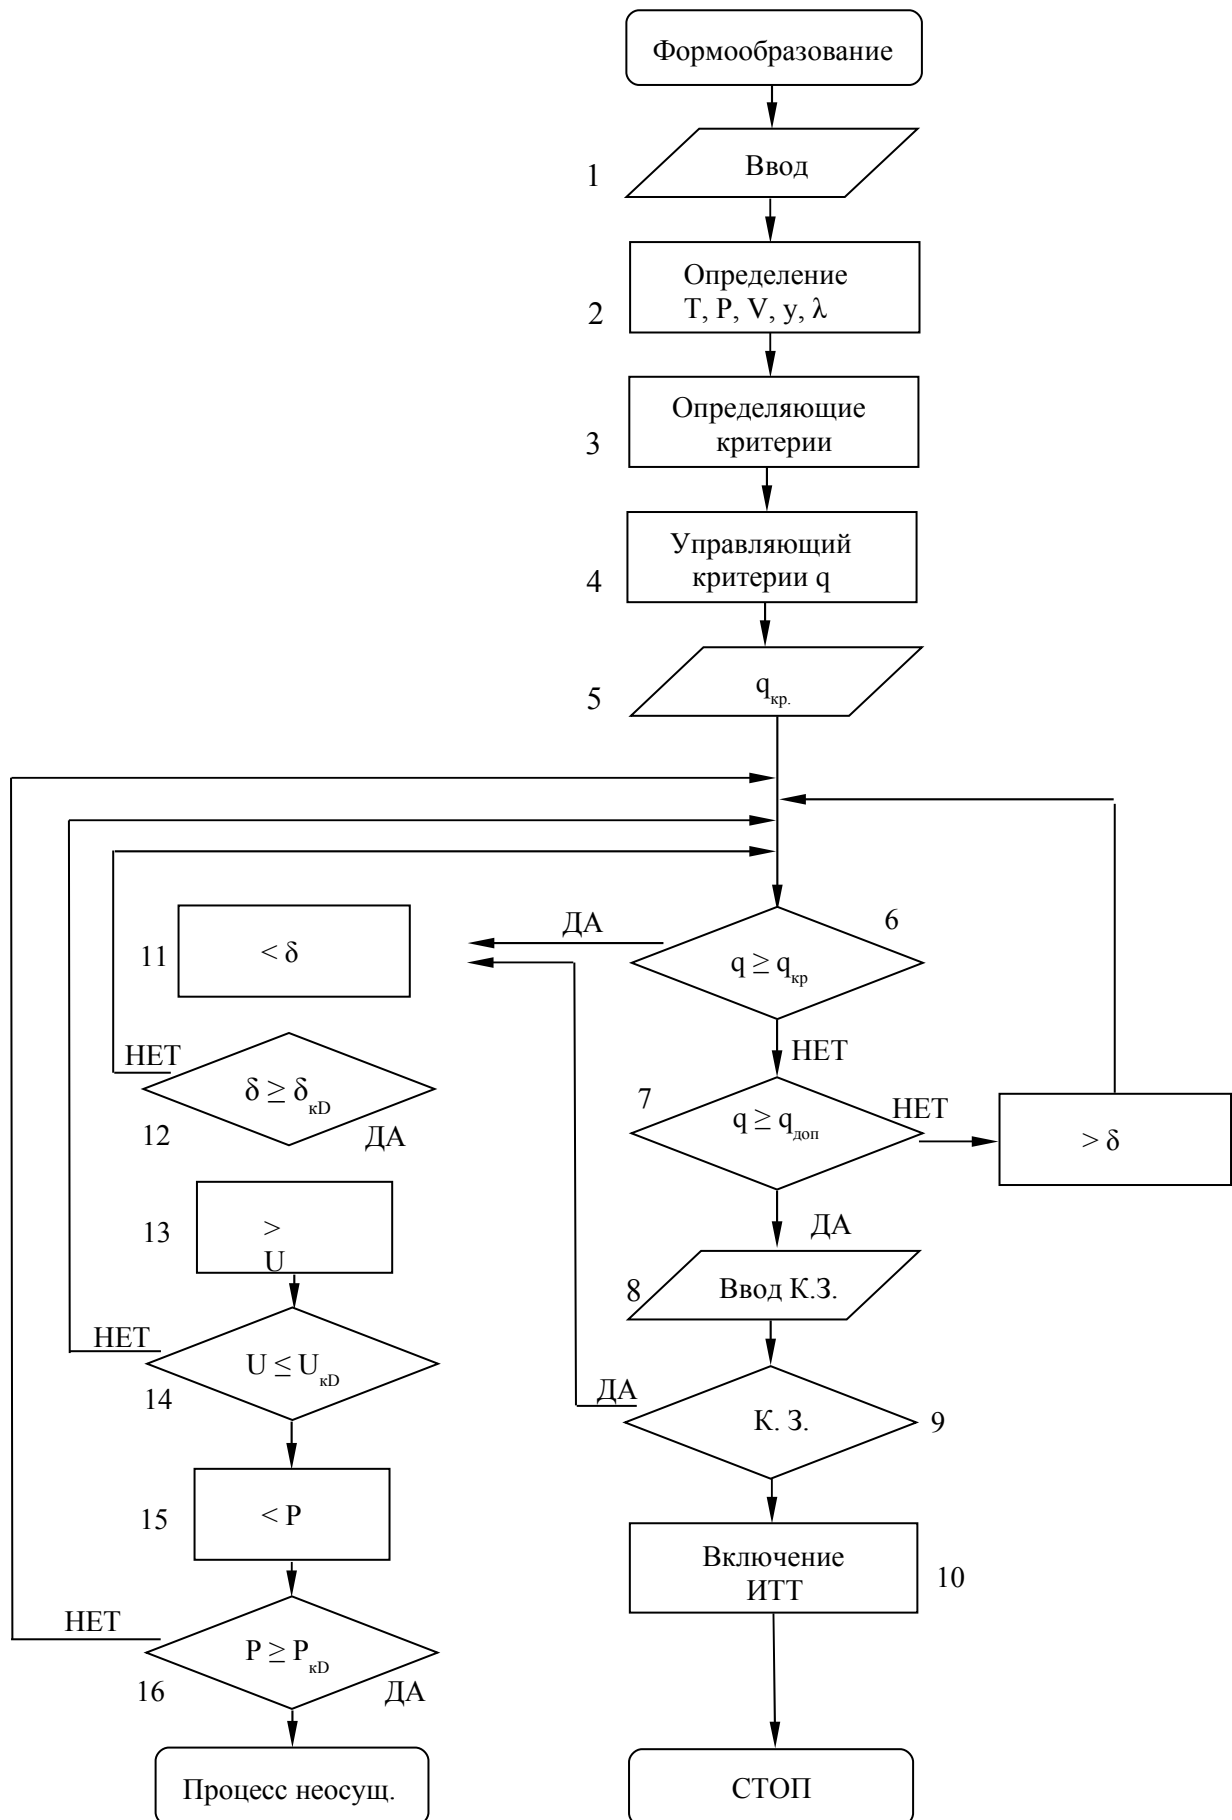 Формообразование
1
Ввод
2
Определение
T, P, V, y, λ
3
Определяющие
критерии
4
Управляющий
критерии q
5
qкр.
6
ДА
q ≥ qкр
НЕТ
11
< δ
НЕТ
δ ≥ δкD
12
ДА
7
q ≥ qдоп
НЕТ
> δ
ДА
13
>
U
8
Ввод К.З.
НЕТ
U ≤ UкD
14
ДА
К. З.
9
15
< P
Включение
ИТТ
10
НЕТ
P ≥ PкD
16
ДА
Процесс неосущ.
СТОП